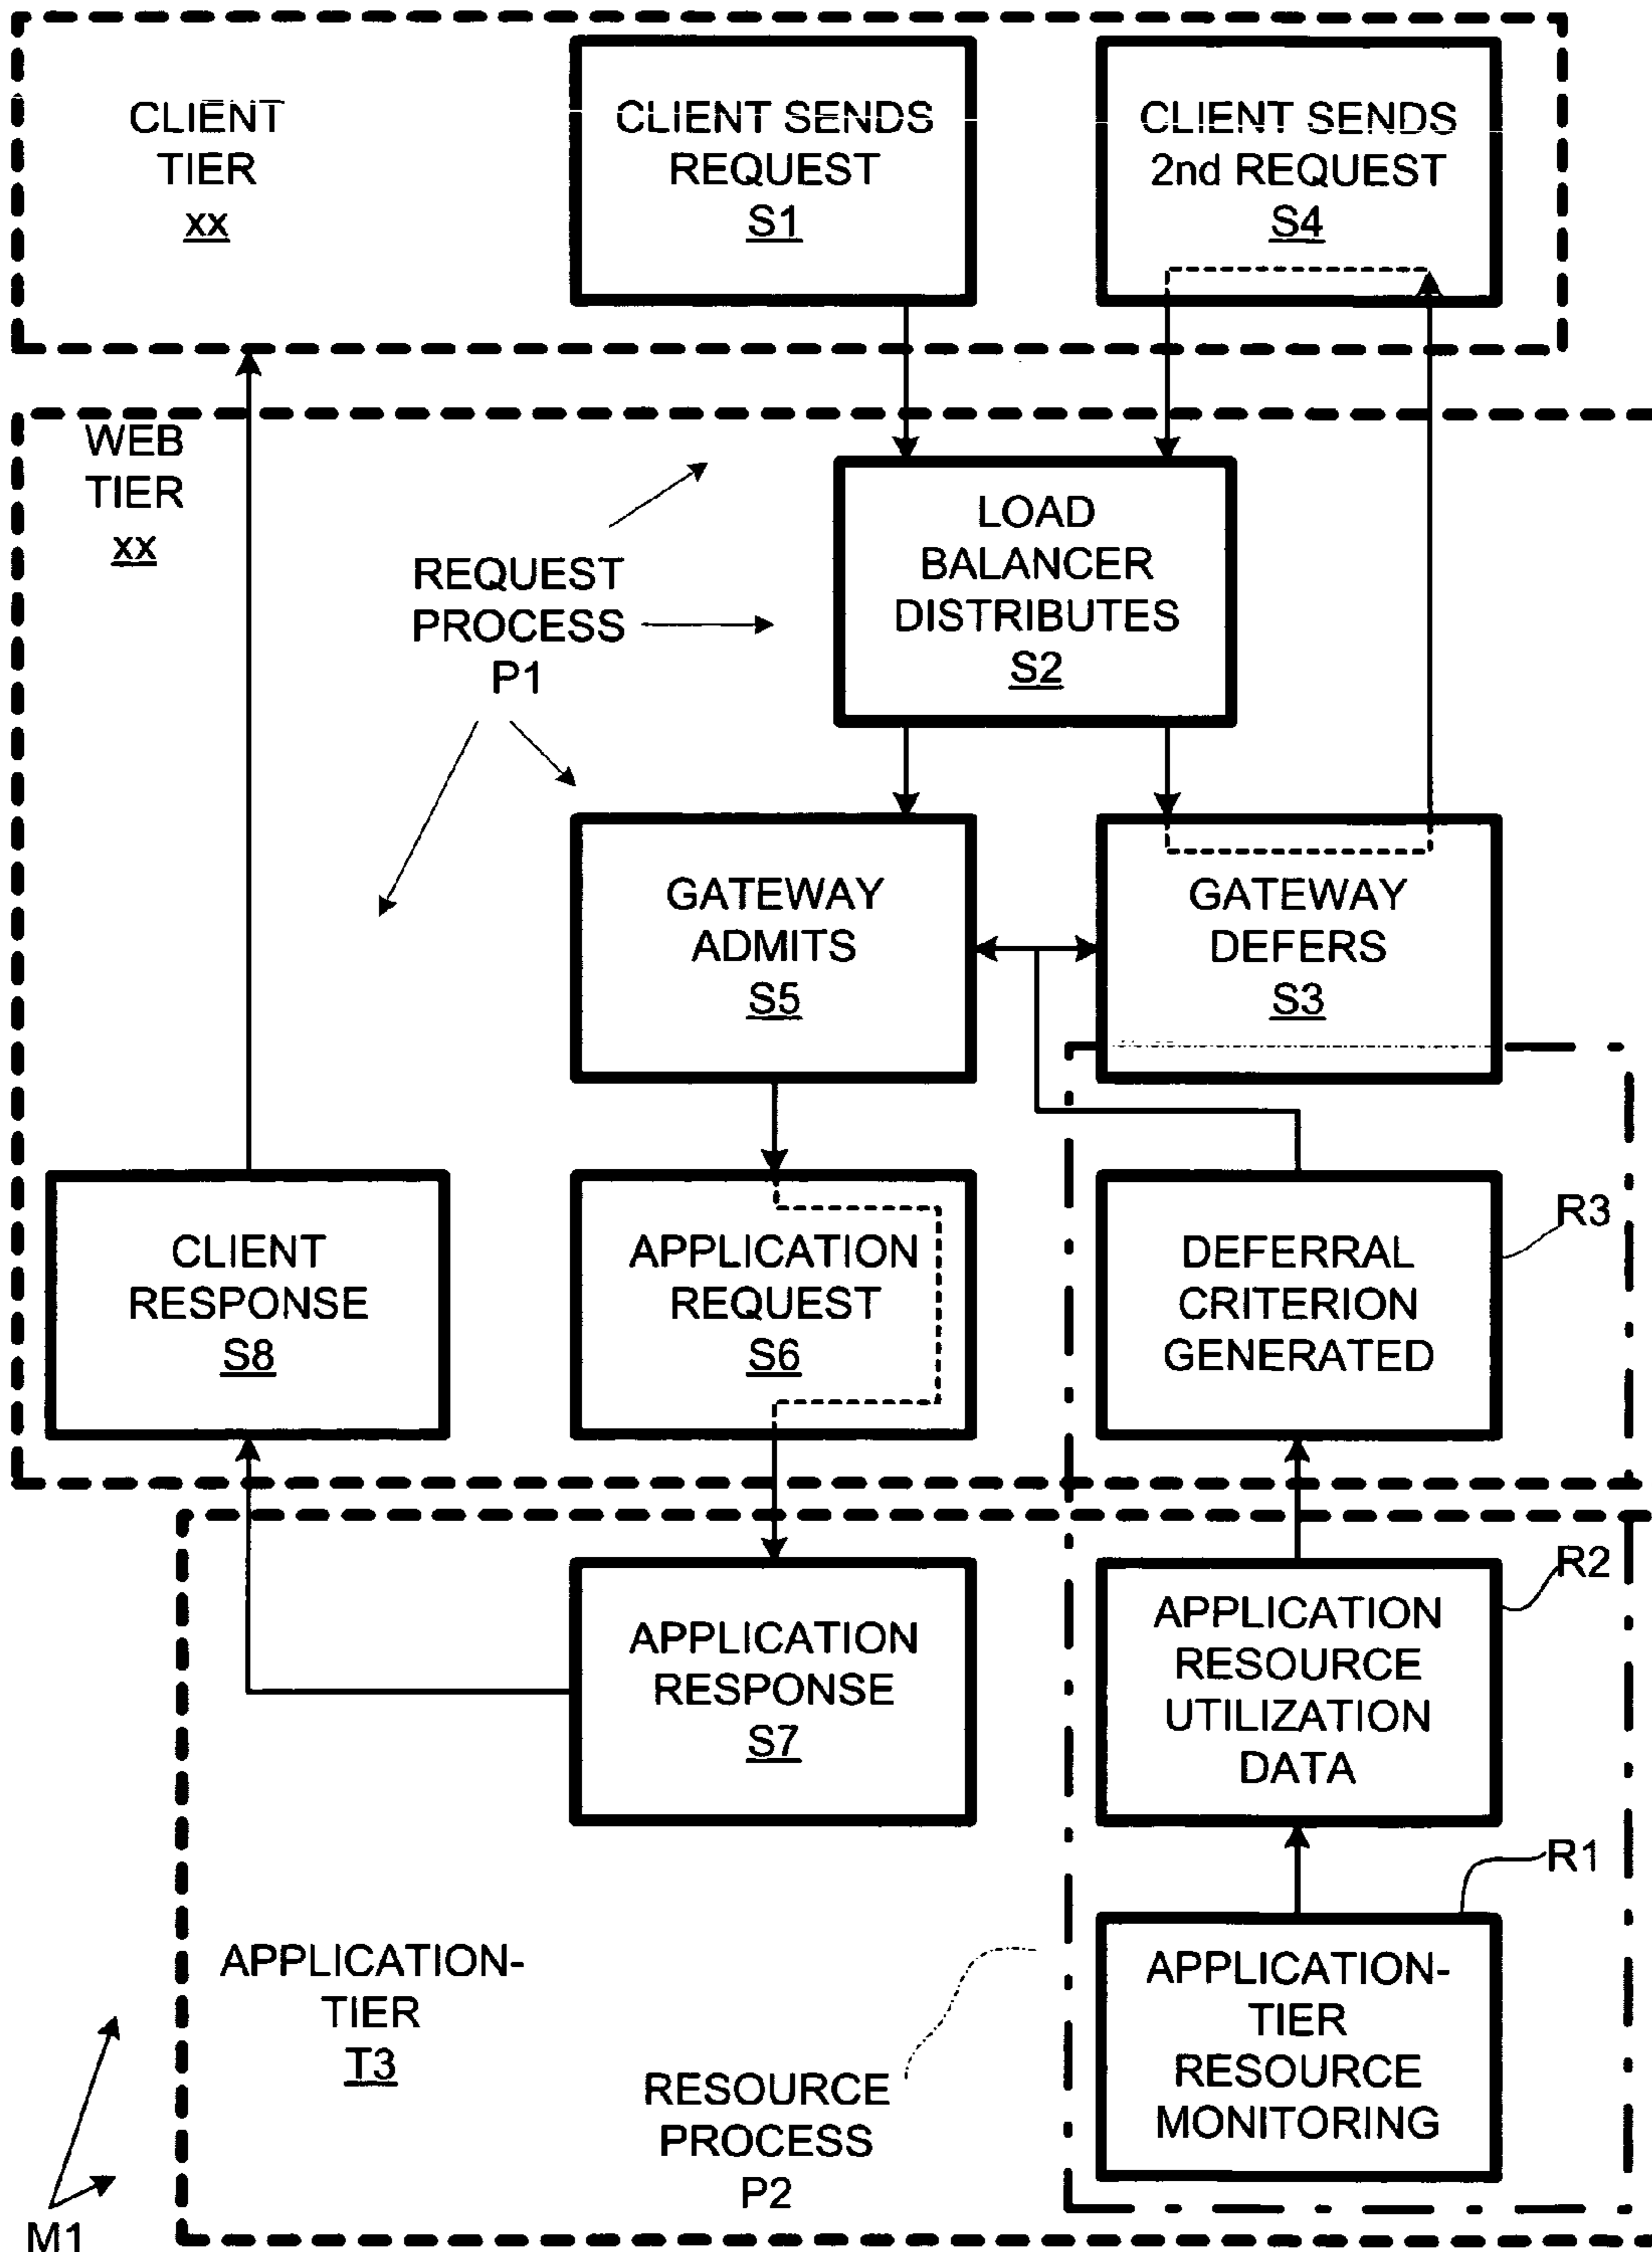 CLIENT
TIER
xx
CLIENT SENDS
REQUEST
S1
CLIENT SENDS
2nd REQUEST
S4
WEB
TIER
xx
REQUEST
PROCESS
P1
LOAD
BALANCER
DISTRIBUTES
S2
GATEWAY
ADMITS
S5
GATEWAY
DEFERS
S3
CLIENT
RESPONSE
S8
APPLICATION
REQUEST
S6
DEFERRAL
CRITERION
GENERATED
R3
APPLICATION
RESPONSE
S7
APPLICATION
RESOURCE
UTILIZATION
DATA
R2
APPLICATION-
TIER
T3
RESOURCE
PROCESS
P2
APPLICATION-
TIER
RESOURCE
MONITORING
R1
M1